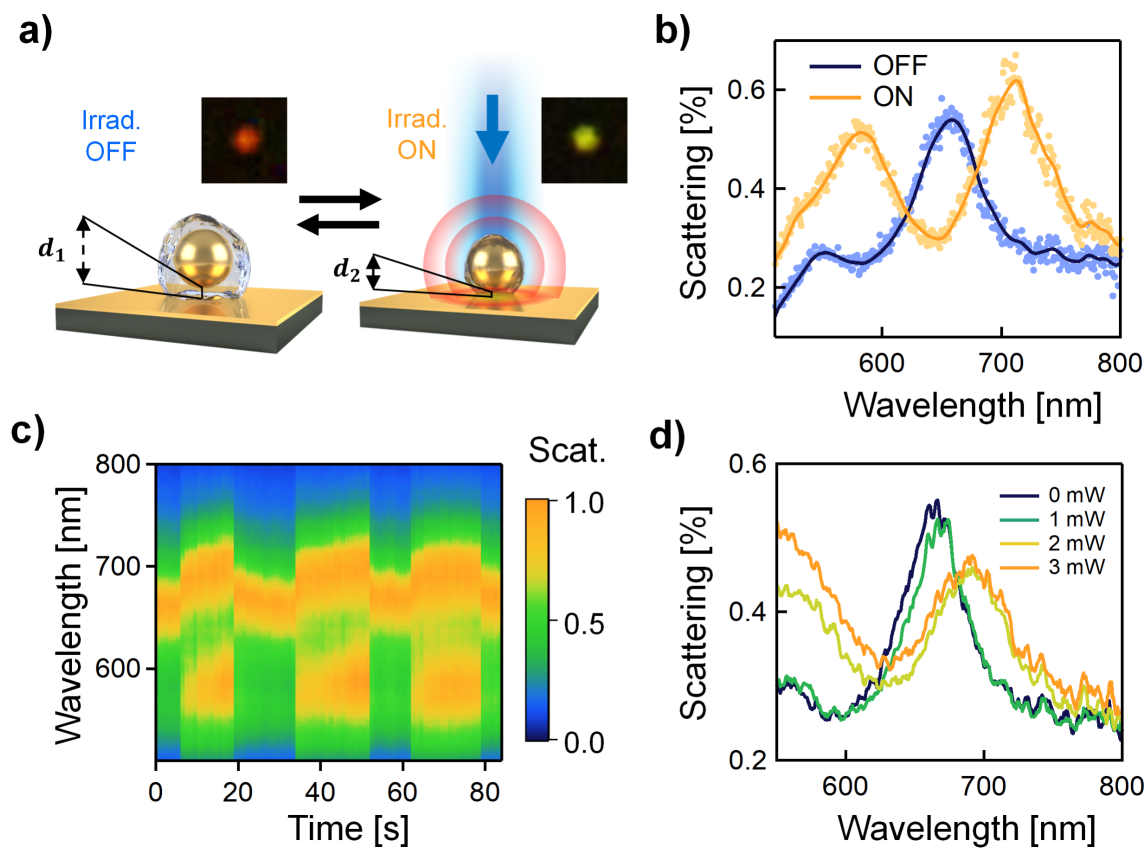 a)
Irrad.
OFF
Irrad.
ON
d1
d2
b)
OFF
ON
0.6
0.4
0.2
Scattering [%]
600
700
800
Wavelength [nm]
c)
Scat.
800
700
600
Wavelength [nm]
1.0
0.5
0.0
0
20
40
60
80
Time [s]
d)
0 mW
1 mW
2 mW
3 mW
0.6
0.4
0.2
Scattering [%]
600
700
800
Wavelength [nm]